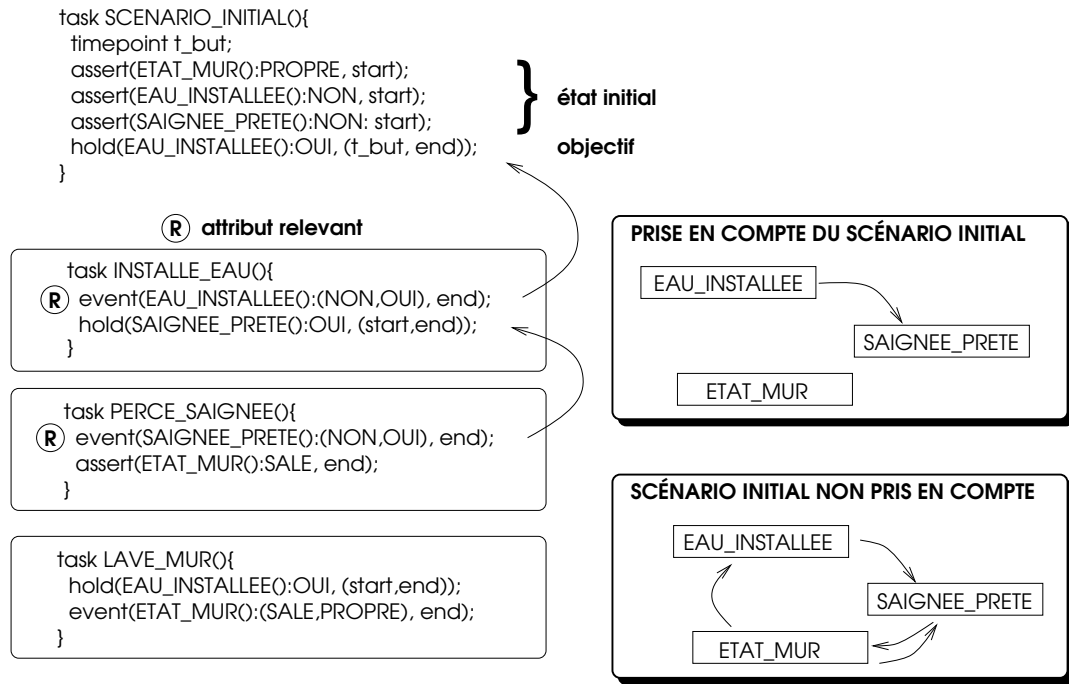 task SCENARIO_INITIAL(){
timepoint t_but;
assert(ETAT_MUR():PROPRE, start);
assert(EAU_INSTALLEE():NON, start);
assert(SAIGNEE_PRETE():NON: start);
hold(EAU_INSTALLEE():OUI, (t_but, end));
}
}
état initial
objectif
R attribut relevant
task INSTALLE_EAU(){
R event(EAU_INSTALLEE():(NON,OUI), end);
hold(SAIGNEE_PRETE():OUI, (start,end));
}
task PERCE_SAIGNEE(){
R event(SAIGNEE_PRETE():(NON,OUI), end);
assert(ETAT_MUR():SALE, end);
}
task LAVE_MUR(){
hold(EAU_INSTALLEE():OUI, (start,end));
event(ETAT_MUR():(SALE,PROPRE), end);
}
PRISE EN COMPTE DU SCÉNARIO INITIAL
EAU_INSTALLEE
SAIGNEE_PRETE
ETAT_MUR
SCÉNARIO INITIAL NON PRIS EN COMPTE
EAU_INSTALLEE
SAIGNEE_PRETE
ETAT_MUR